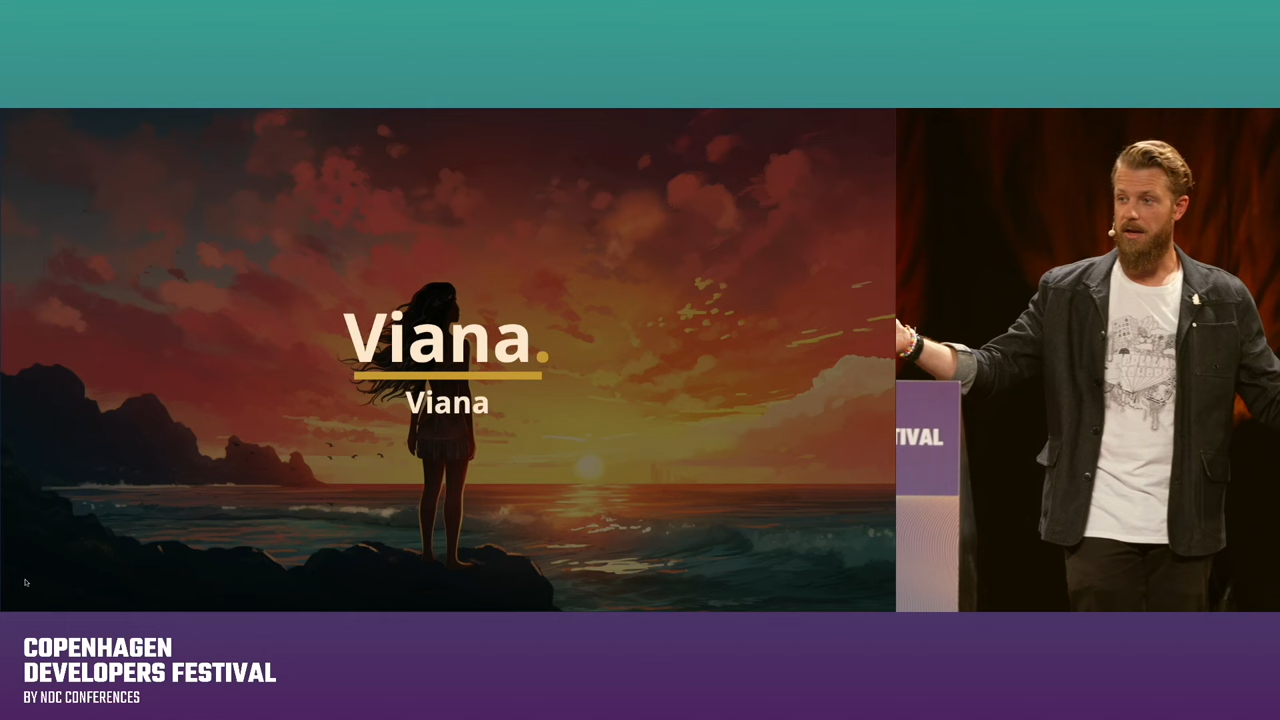 Viana.
Viana
TIVAL
COPENHAGEN
DEVELOPERS FESTIVAL
BY NDC CONFERENCES